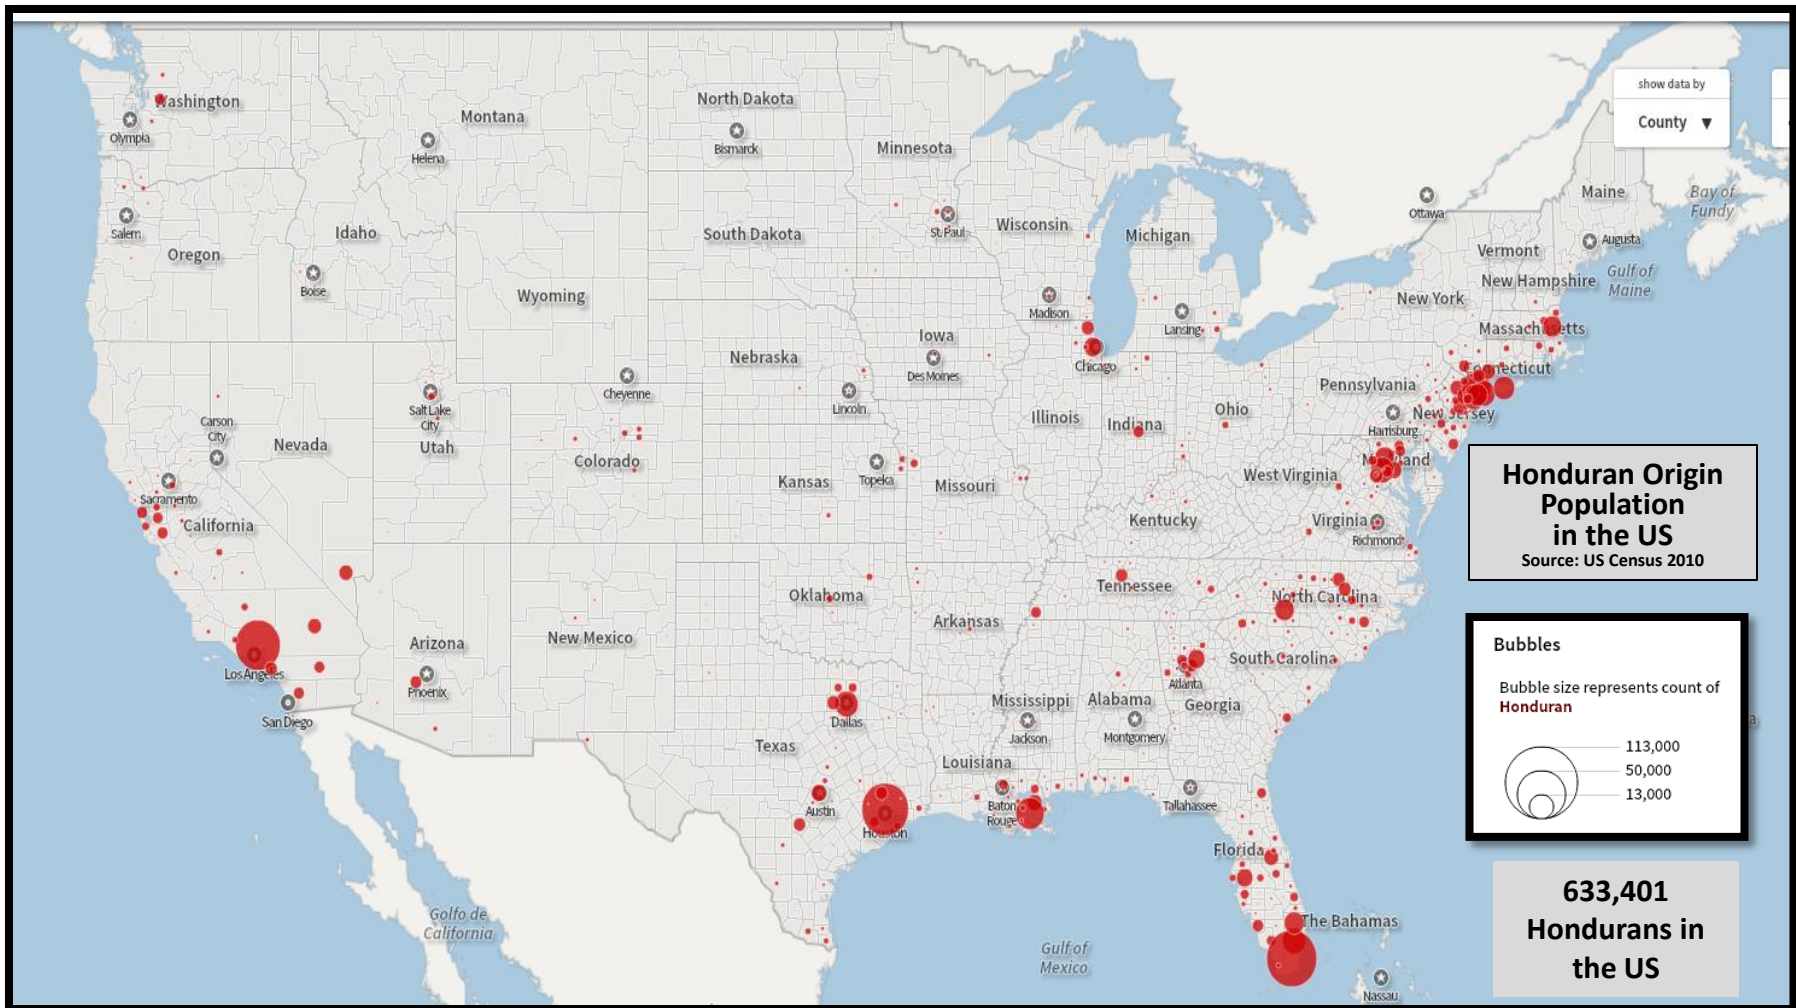 show data by
County ▼
Washington
Olympia
Montana
Helena
North Dakota
Bismarck
Minnesota
St. Paul
Wisconsin
Michigan
Ottawa
Maine
Bay of
Fundy
Augusta
Vermont
New Hampshire
Gulf of
Maine
Salem
Oregon
Idaho
Boise
Wyoming
South Dakota
Madison
Lansing
New York
Massachusetts
Connecticut
Iowa
Des Moines
Nebraska
Lincoln
Chicago
Cheyenne
Salt Lake
City
Utah
Carson
City
Nevada
Colorado
Illinois
Indiana
Ohio
Pennsylvania
Harrisburg
New Jersey
Maryland
Sacramento
California
Kansas
Topeka
Missouri
West Virginia
Kentucky
Virginia
Richmond
Honduran Origin
Population
in the US
Source: US Census 2010
Oklahoma
Arkansas
Tennessee
North Carolina
Los Angeles
San Diego
Arizona
Phoenix
New Mexico
Dallas
Texas
Mississippi
Jackson
Alabama
Montgomery
Atlanta
Georgia
South Carolina
Louisiana
Baton
Rouge
Austin
Houston
Tallahassee
Florida
The Bahamas
Nassau
Golfo de
California
Gulf of
Mexico
Bubbles
Bubble size represents count of
Honduran
113,000
50,000
13,000
a
633,401
Hondurans in
the US